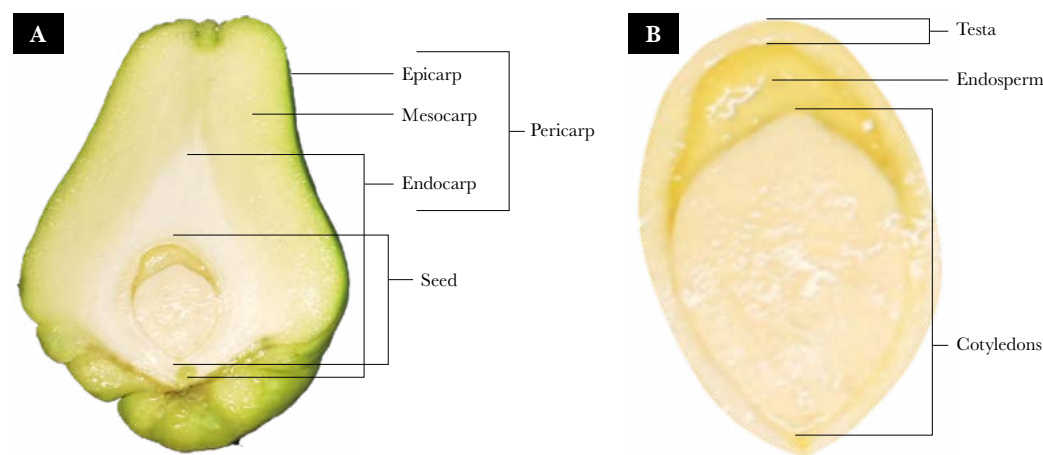 A
Epicarp
Mesocarp
Pericarp
Endocarp
Seed
B
Testa
Endosperm
Cotyledons